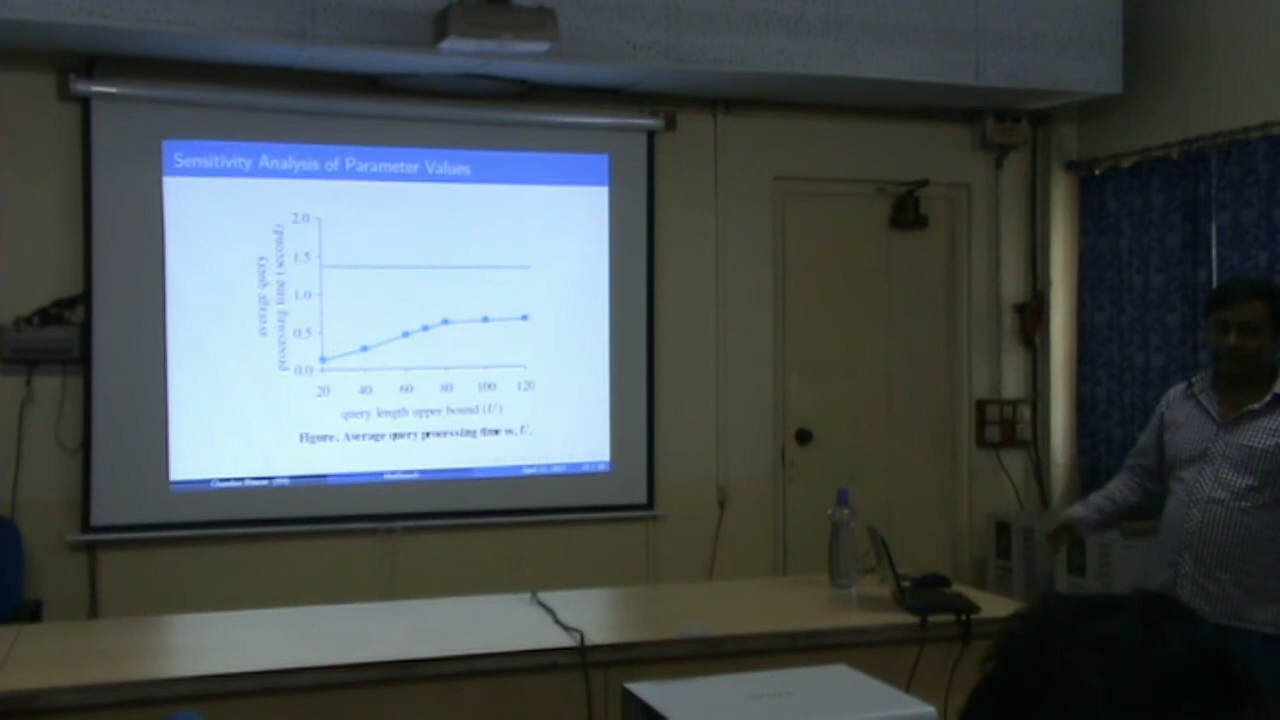 Sensitivity Analysis of Parameter Values
2.0
1.5
1.0
0.5
0.0
average query
processing time (second)
20 40 60 80 100 120
query length upper bound (U)
Figure. Average query processing time vs. U.